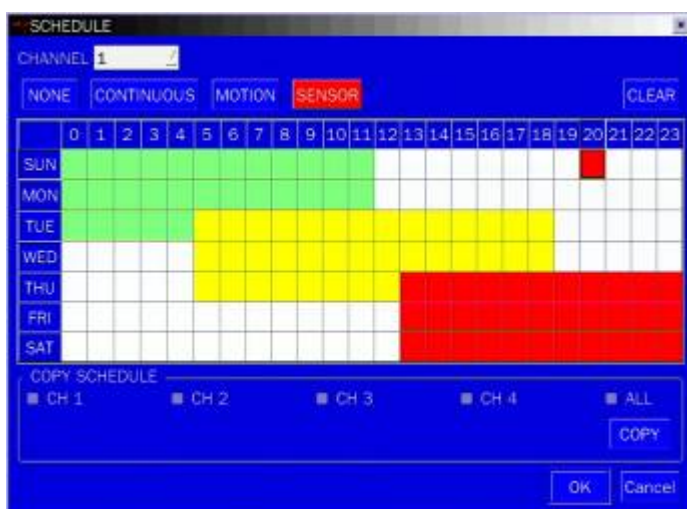 SCHEDULE
CHANNEL 1
NONE CONTINUOUS MOTION SENSOR CLEAR
0 1 2 3 4 5 6 7 8 9 10 11 12 13 14 15 16 17 18 19 20 21 22 23
SUN
MON
TUE
WED
THU
FRI
SAT
COPY SCHEDULE
CH 1 CH 2 CH 3 CH 4 ALL
COPY
OK Cancel